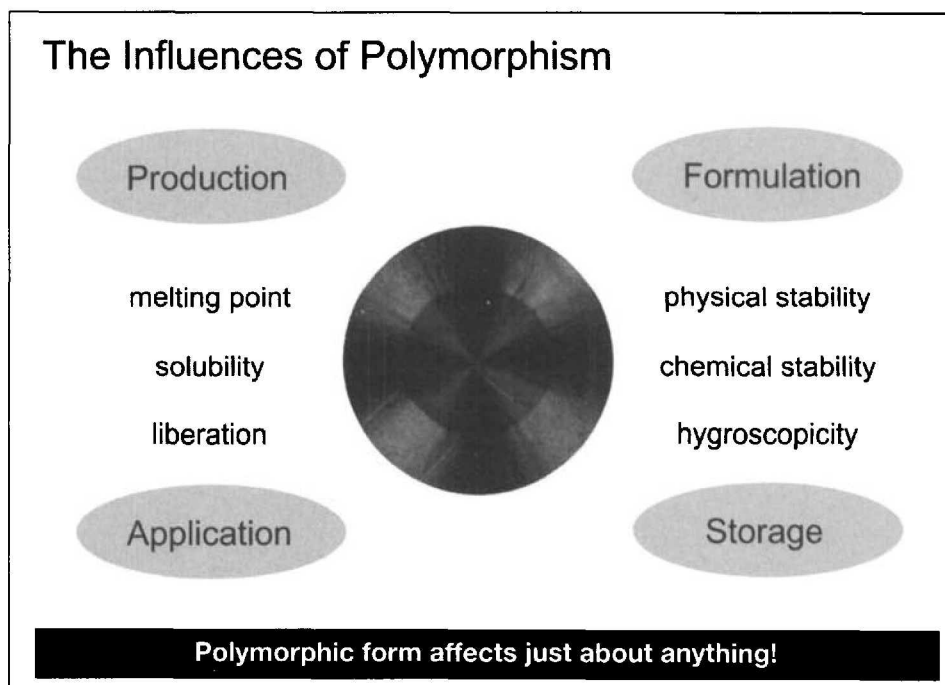 The Influences of Polymorphism
Production
Formulation
melting point
physical stability
solubility
chemical stability
liberation
hygroscopicity
Application
Storage
Polymorphic form affects just about anything!